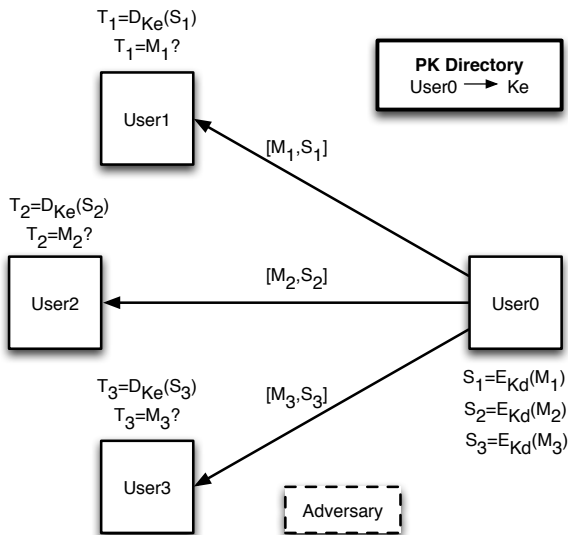 T1=DKe(S1)
T1=M1?
PK Directory
User0 → Ke
User1
[M1,S1]
T2=DKe(S2)
T2=M2?
[M2,S2]
User2
User0
T3=DKe(S3)
T3=M3?
[M3,S3]
S1=EKd(M1)
S2=EKd(M2)
S3=EKd(M3)
User3
Adversary